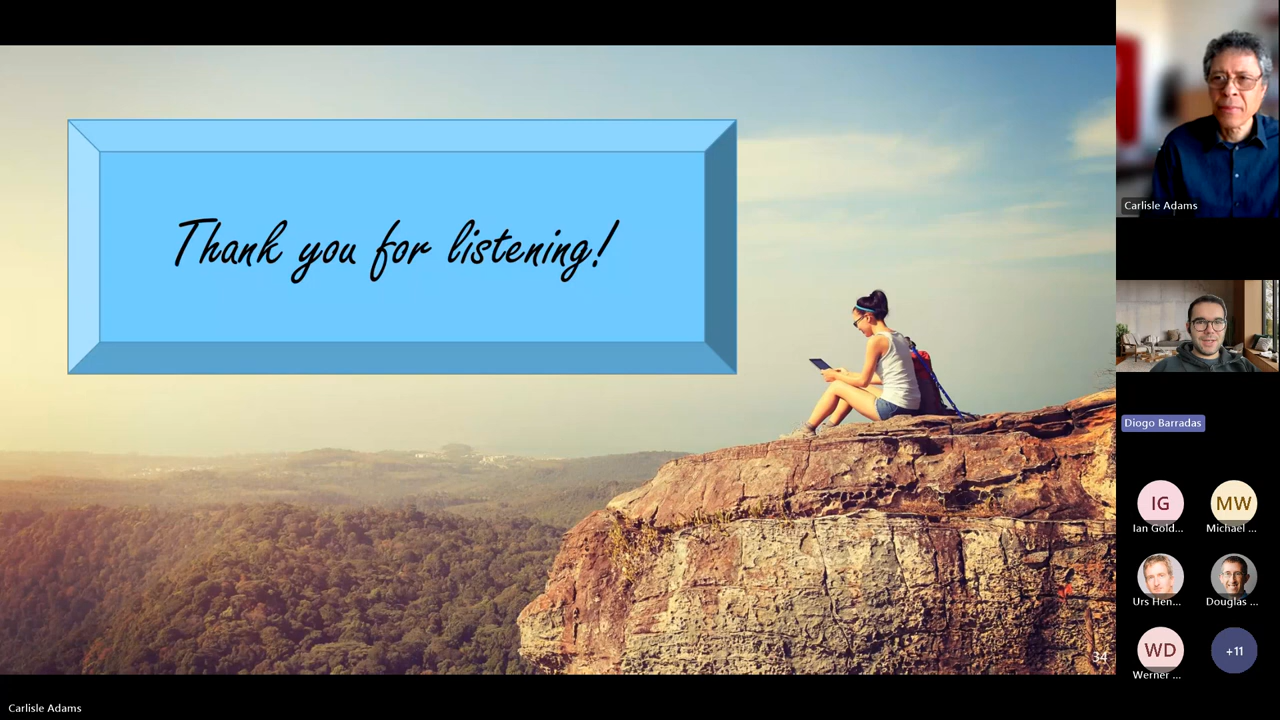 Thank you for listening!
34
Carlisle Adams
Carlisle Adams
Diogo Barradas
IG
MW
Ian Gold...
Michael ...
Urs Hen...
Douglas ...
WD
+11
Werner ...